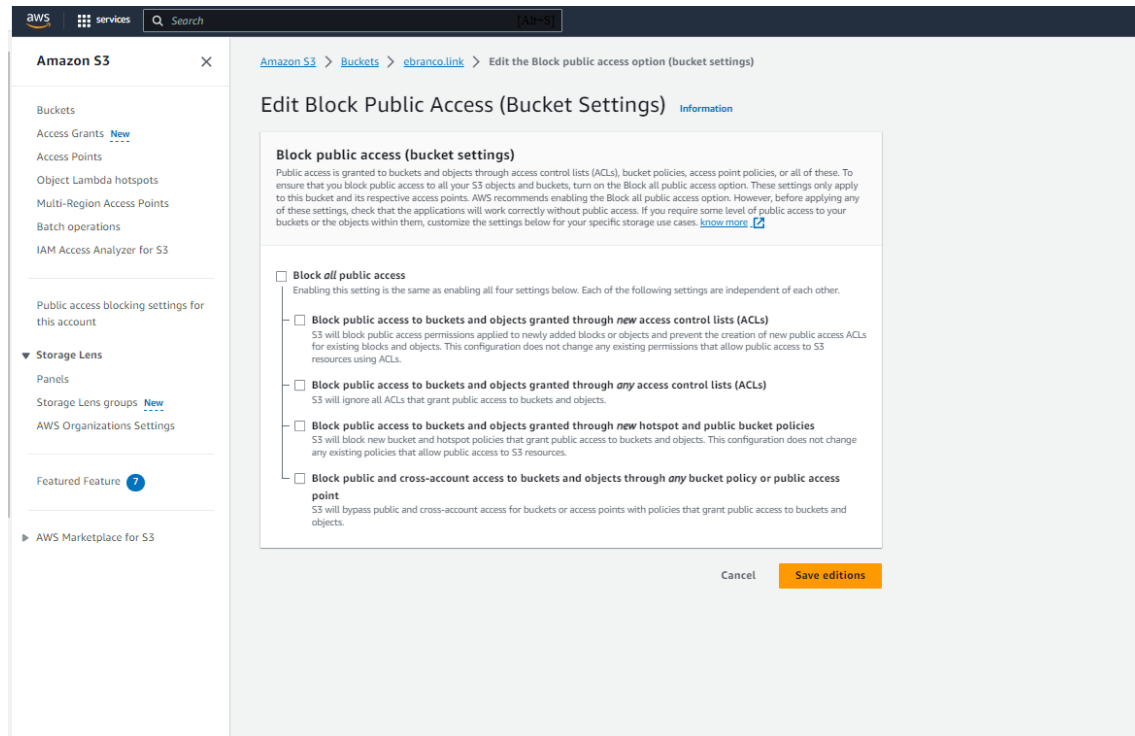 aws
services
Search
[Alt+S]
Amazon S3
Buckets
Access Grants New
Access Points
Object Lambda hotspots
Multi-Region Access Points
Batch operations
IAM Access Analyzer for S3
Public access blocking settings for
this account
Storage Lens
Panels
Storage Lens groups New
AWS Organizations Settings
Featured Feature 7
AWS Marketplace for S3
Amazon S3 > Buckets > ebranco.link > Edit the Block public access option (bucket settings)
Edit Block Public Access (Bucket Settings) Information
Block public access (bucket settings)
Public access is granted to buckets and objects through access control lists (ACLs), bucket policies, access point policies, or all of these. To
ensure that you block public access to all your S3 objects and buckets, turn on the Block all public access option. These settings only apply
to this bucket and its respective access points. AWS recommends enabling the Block all public access option. However, before applying any
of these settings, check that the applications will work correctly without public access. If you require some level of public access to your
buckets or the objects within them, customize the settings below for your specific storage use cases. know more
Block all public access
Enabling this setting is the same as enabling all four settings below. Each of the following settings are independent of each other.
Block public access to buckets and objects granted through new access control lists (ACLs)
S3 will block public access permissions applied to newly added blocks or objects and prevent the creation of new public access ACLs
for existing blocks and objects. This configuration does not change any existing permissions that allow public access to S3
resources using ACLs.
Block public access to buckets and objects granted through any access control lists (ACLs)
S3 will ignore all ACLs that grant public access to buckets and objects.
Block public access to buckets and objects granted through new hotspot and public bucket policies
S3 will block new bucket and hotspot policies that grant public access to buckets and objects. This configuration does not change
any existing policies that allow public access to S3 resources.
Block public and cross-account access to buckets and objects through any bucket policy or public access
point
S3 will bypass public and cross-account access for buckets or access points with policies that grant public access to buckets and
objects.
Cancel
Save editions